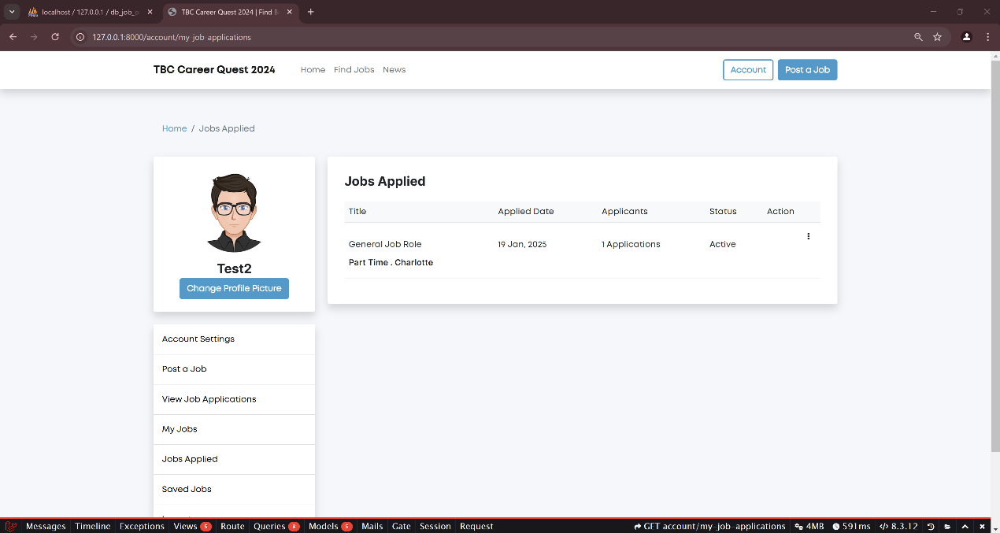 localhost / 127.0.0.1 / db_job_p
TBC Career Quest 2024 | Find B
127.0.0.1:8000/account/my-job-applications
TBC Career Quest 2024 Home Find Jobs News Account Post a Job
Home / Jobs Applied
Jobs Applied
Title Applied Date Applicants Status Action
General Job Role 19 Jan, 2025 1 Applications Active
Part Time . Charlotte
Test2
Change Profile Picture
Account Settings
Post a Job
View Job Applications
My Jobs
Jobs Applied
Saved Jobs
Messages Timeline Exceptions Views 5 Route Queries 8 Models 5 Mails Gate Session Request GET account/my-job-applications 4MB 591ms 8.3.12